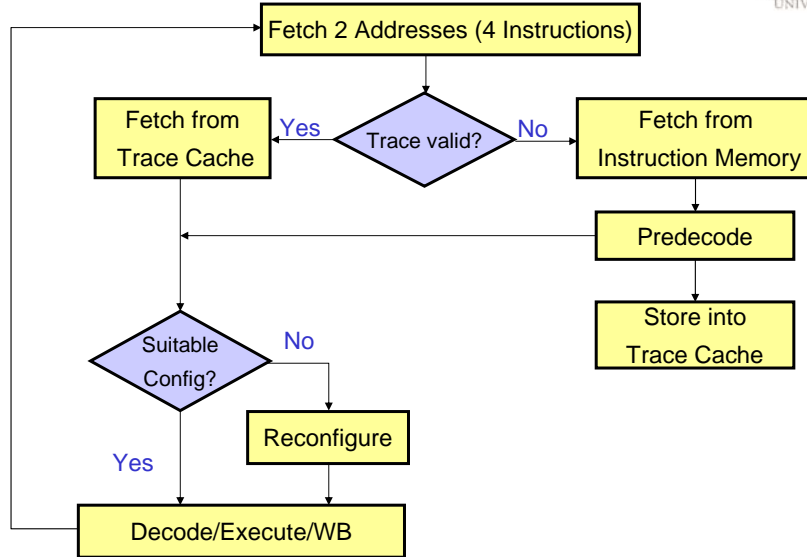 UNIV
Fetch 2 Addresses (4 Instructions)
Fetch from
Trace Cache
Yes
Trace valid?
No
Fetch from
Instruction Memory
Predecode
Store into
Trace Cache
Suitable
Config?
No
Reconfigure
Yes
Decode/Execute/WB